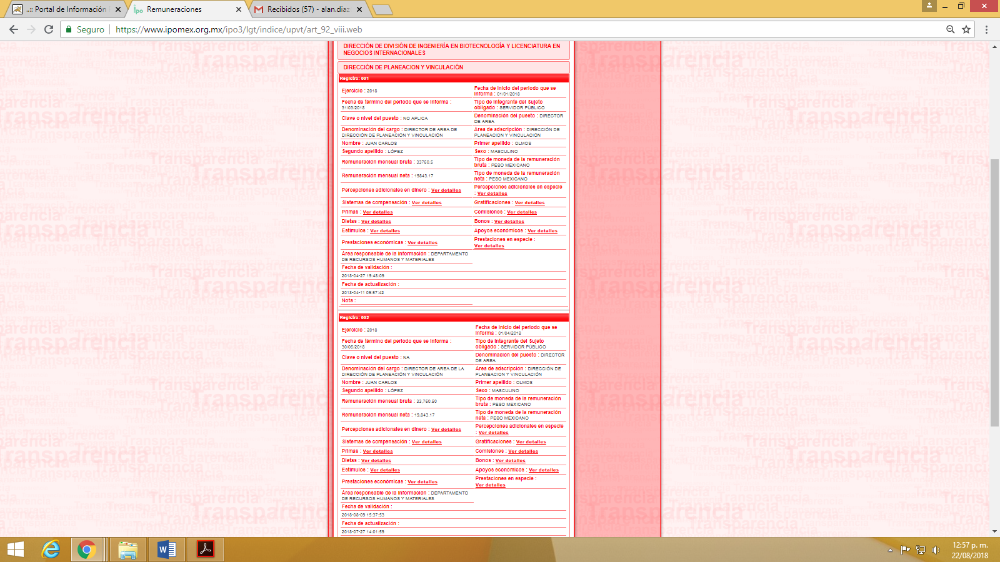 ..:: Portal de Información
Remuneraciones
Recibidos (57) - alan.diaz
Seguro
https://www.ipomex.org.mx/ipo3/lgt/indice/upvt/art_92_viii.web
DIRECCIÓN DE DIVISIÓN DE INGENIERÍA EN BIOTECNOLOGÍA Y LICENCIATURA EN
NEGOCIOS INTERNACIONALES
DIRECCIÓN DE PLANEACION Y VINCULACIÓN
Registro: 001
Ejercicio : 2018
Fecha de inicio del periodo que se
informa : 01/01/2018
Fecha de término del periodo que se informa :
31/03/2018
Tipo de integrante del Sujeto
obligado : SERVIDOR PÚBLICO
Clave o nivel del puesto : NO APLICA
Denominación del puesto : DIRECTOR
DE AREA
Denominación del cargo : DIRECTOR DE AREA DE
DIRECCIÓN DE PLANEACIÓN Y VINCULACIÓN
Área de adscripción : DIRECCIÓN DE
PLANEACION Y VINCULACIÓN
Nombre : JUAN CARLOS
Primer apellido : OLMOS
Segundo apellido : LÓPEZ
Sexo : MASCULINO
Remuneración mensual bruta : 33760.5
Tipo de moneda de la remuneración
bruta : PESO MEXICANO
Remuneración mensual neta : 19843.17
Tipo de moneda de la remuneración
neta : PESO MEXICANO
Percepciones adicionales en dinero : Ver detalles
Percepciones adicionales en especie
: Ver detalles
Sistemas de compensación : Ver detalles
Gratificaciones : Ver detalles
Primas : Ver detalles
Comisiones : Ver detalles
Dietas : Ver detalles
Bonos : Ver detalles
Estímulos : Ver detalles
Apoyos económicos : Ver detalles
Prestaciones económicas : Ver detalles
Prestaciones en especie :
Ver detalles
Área responsable de la información : DEPARTAMENTO
DE RECURSOS HUMANOS Y MATERIALES
Fecha de validación :
2018-04-27 19:48:09
Fecha de actualización :
2018-04-11 09:57:42
Nota :
Registro: 002
Ejercicio : 2018
Fecha de inicio del periodo que se
informa : 01/04/2018
Fecha de término del periodo que se informa :
30/06/2018
Tipo de integrante del Sujeto
obligado : SERVIDOR PÚBLICO
Clave o nivel del puesto : NA
Denominación del puesto : DIRECTOR
DE AREA
Denominación del cargo : DIRECTOR DE AREA DE LA
DIRECCIÓN DE PLANEACIÓN Y VINCULACIÓN
Área de adscripción : DIRECCIÓN DE
PLANEACION Y VINCULACIÓN
Nombre : JUAN CARLOS
Primer apellido : OLMOS
Segundo apellido : LÓPEZ
Sexo : MASCULINO
Remuneración mensual bruta : 33,760.50
Tipo de moneda de la remuneración
bruta : PESO MEXICANO
Remuneración mensual neta : 19,843.17
Tipo de moneda de la remuneración
neta : PESO MEXICANO
Percepciones adicionales en dinero : Ver detalles
Percepciones adicionales en especie
: Ver detalles
Sistemas de compensación : Ver detalles
Gratificaciones : Ver detalles
Primas : Ver detalles
Comisiones : Ver detalles
Dietas : Ver detalles
Bonos : Ver detalles
Estímulos : Ver detalles
Apoyos económicos : Ver detalles
Prestaciones económicas : Ver detalles
Prestaciones en especie :
Ver detalles
Área responsable de la información : DEPARTAMENTO
DE RECURSOS HUMANOS Y MATERIALES
Fecha de validación :
2018-08-09 15:37:53
Fecha de actualización :
2018-07-27 14:01:59
12:57 p. m.
22/08/2018